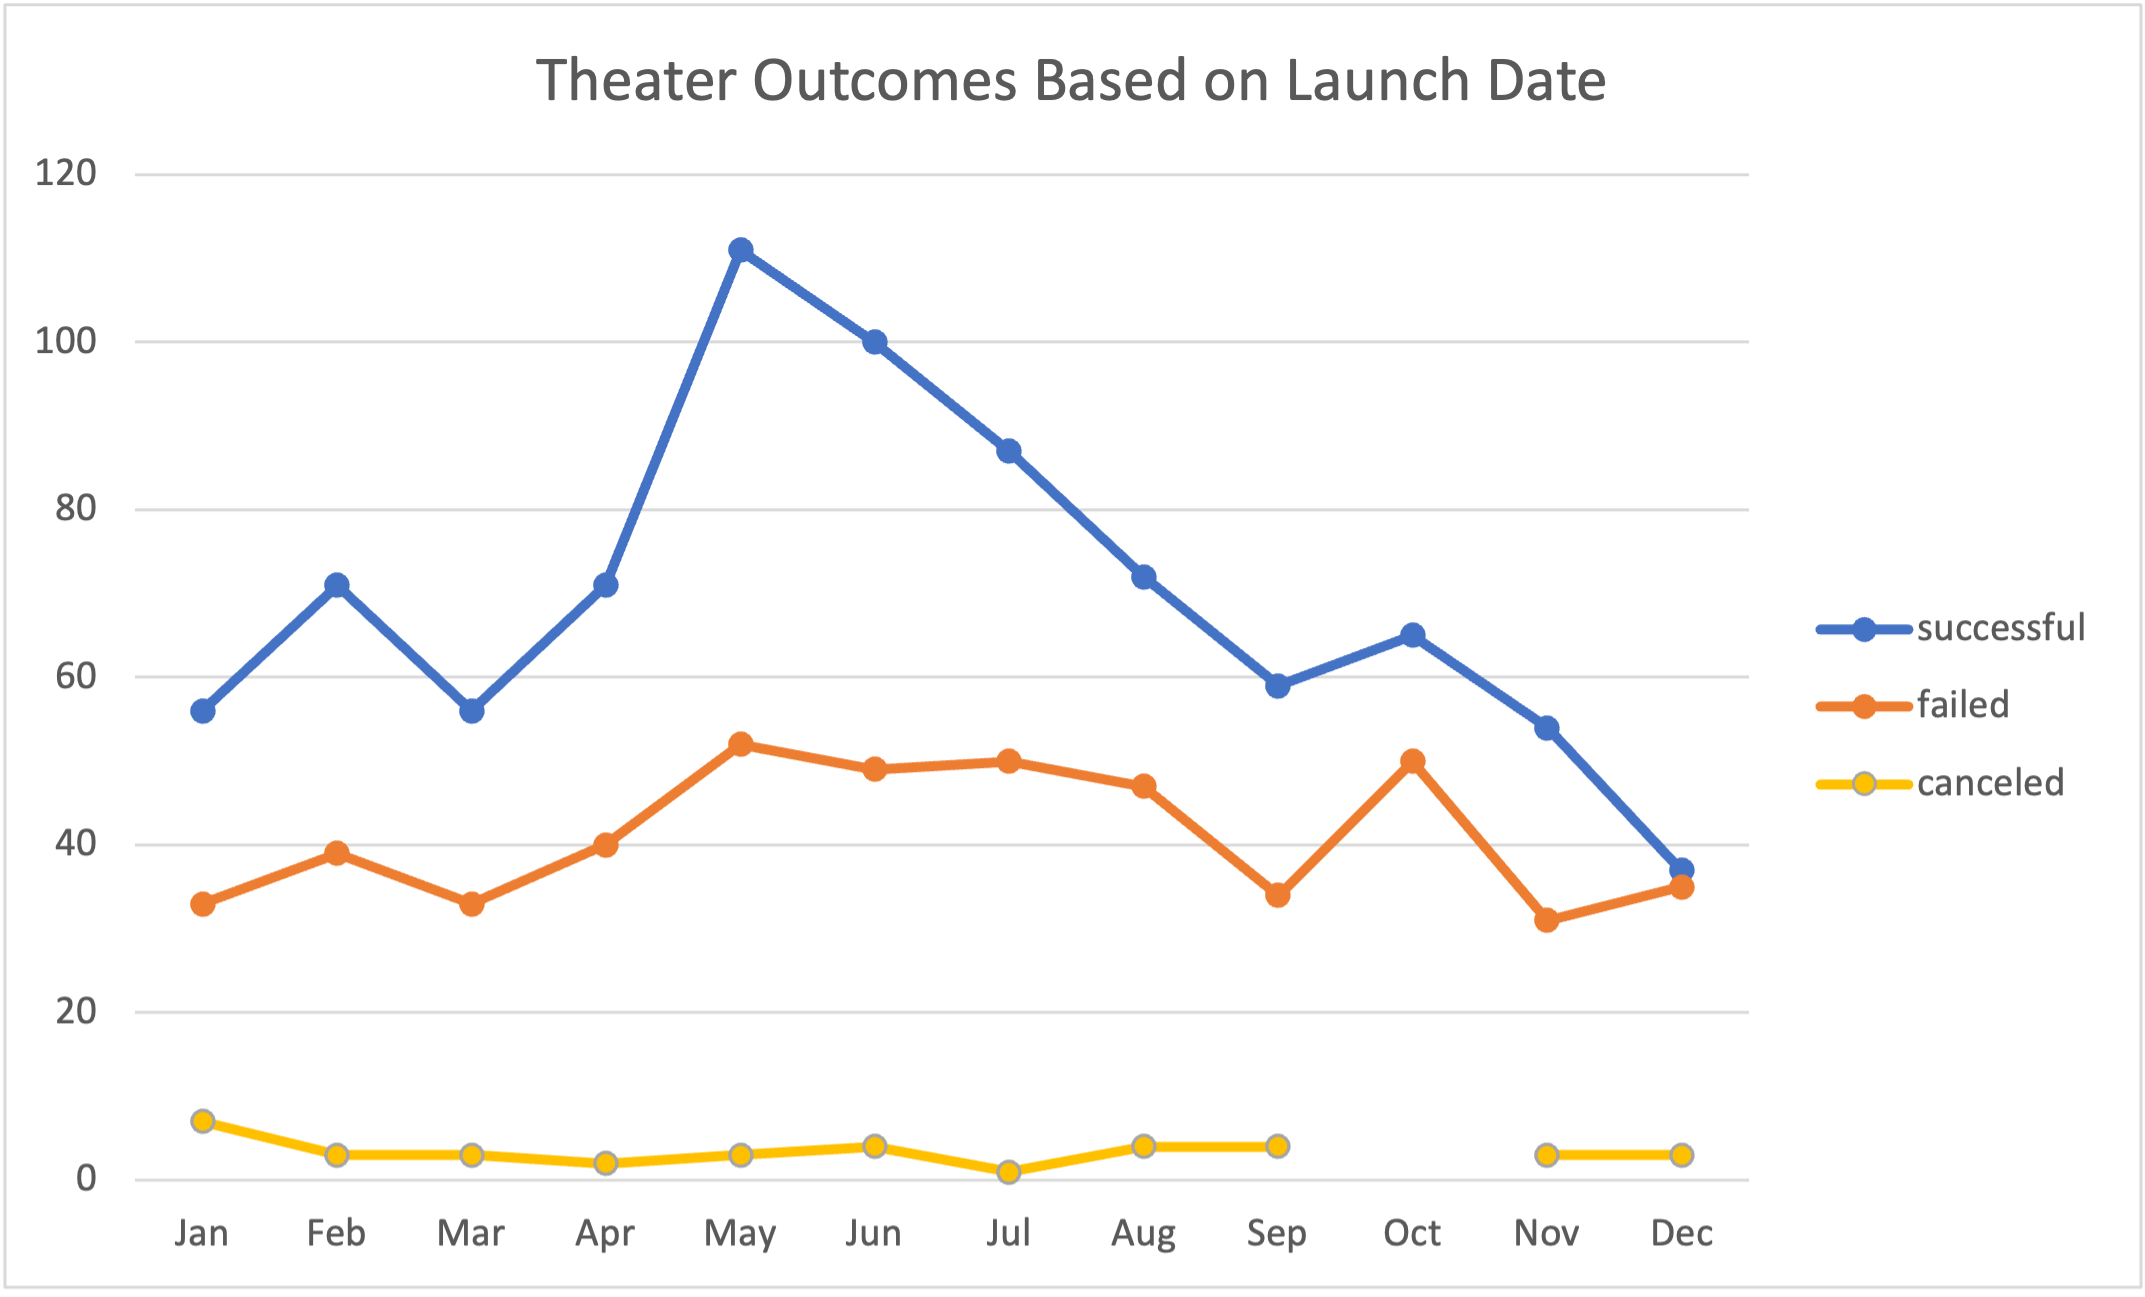 Theater Outcomes Based on Launch Date
120
100
80
60
40
20
0
Jan Feb Mar Apr May Jun Jul Aug Sep Oct Nov Dec
successful
failed
canceled